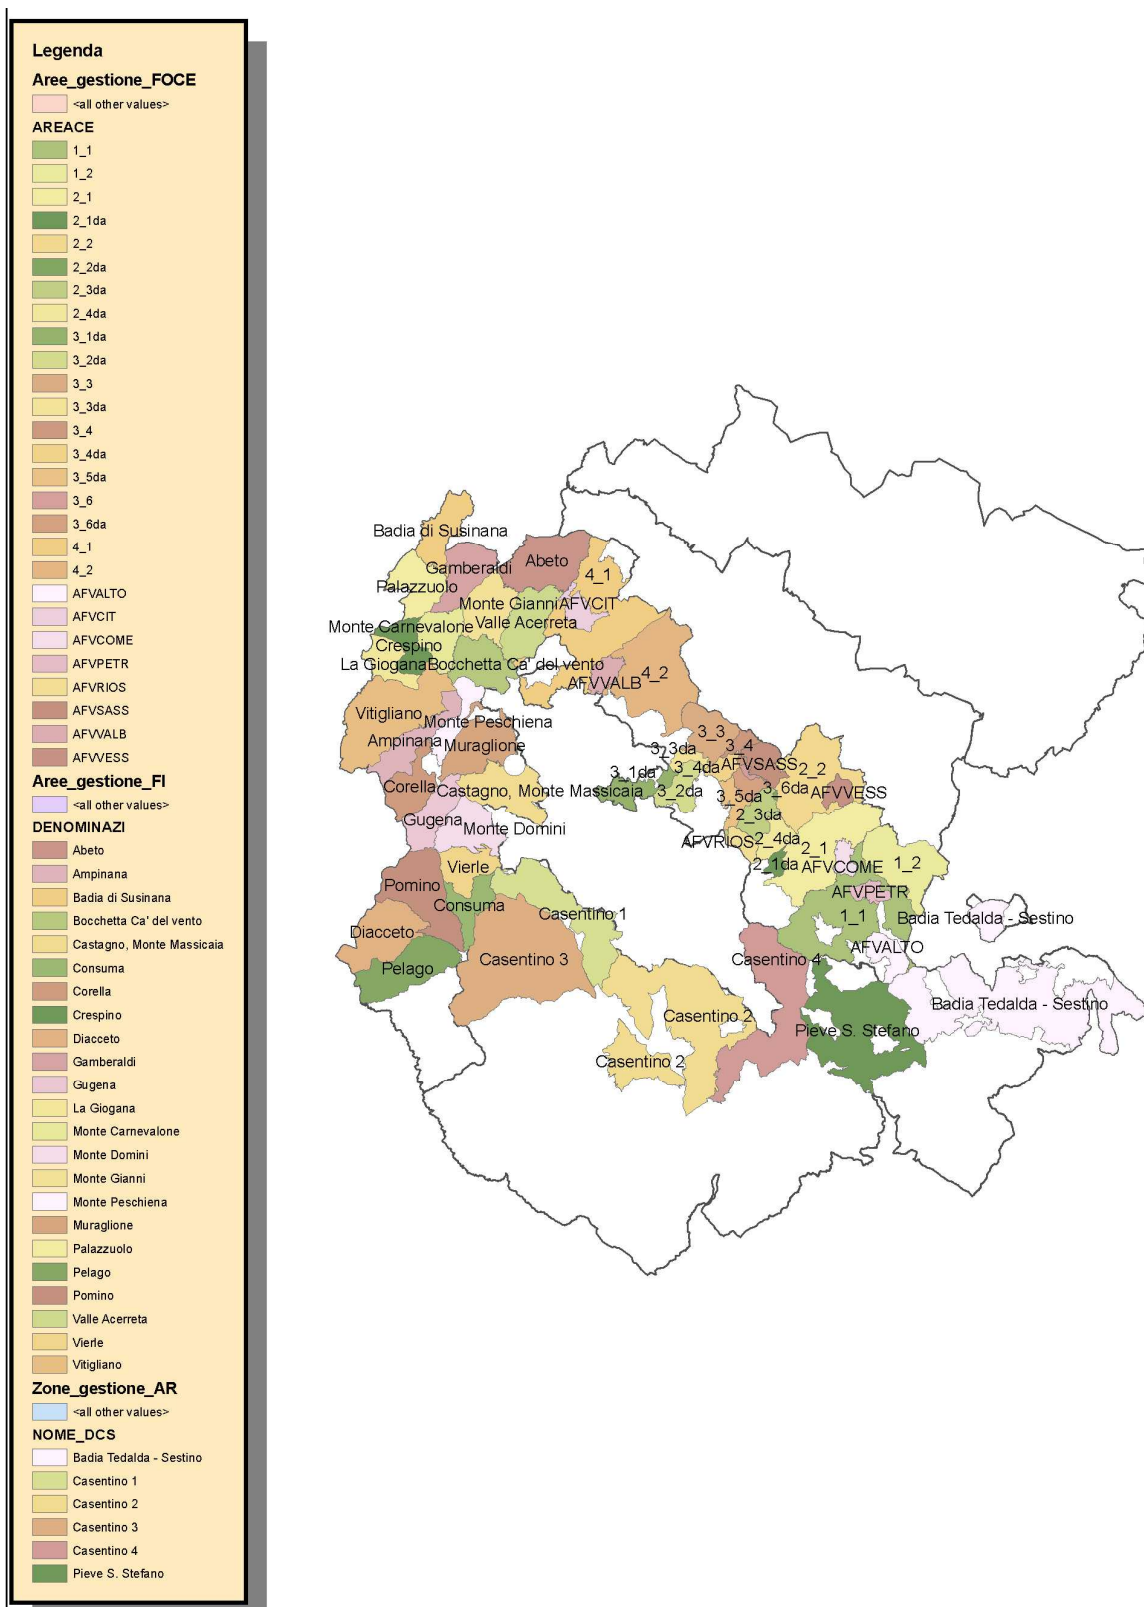 Legenda
Aree_gestione_FOCE
<all other values>
AREACE
1_1
1_2
2_1
2_1da
2_2
2_2da
2_3da
2_4da
3_1da
3_2da
3_3
3_3da
3_4
3_4da
3_5da
3_6
3_6da
4_1
4_2
AFVALTO
AFVCIT
AFVCOME
AFVPETR
AFVRIOS
AFVSASS
AFVVALB
AFVVESS
Aree_gestione_FI
<all other values>
DENOMINAZI
Abeto
Ampinana
Badia di Susinana
Bocchetta Ca' del vento
Castagno, Monte Massicaia
Consuma
Corella
Crespino
Diacceto
Gamberaldi
Gugena
La Giogana
Monte Carnevalone
Monte Domini
Monte Gianni
Monte Peschiena
Muraglione
Palazzuolo
Pelago
Pomino
Valle Acerreta
Vierle
Vitigliano
Zone_gestione_AR
<all other values>
NOME_DCS
Badia Tedalda - Sestino
Casentino 1
Casentino 2
Casentino 3
Casentino 4
Pieve S. Stefano
Badia di Susinana
Abeto
Gamberaldi
4_1
Palazzuolo
Monte Gianni
AFVCIT
Valle Acerreta
Monte Carnevalone
Crespino
La Giogana
Bocchetta Ca' del vento
4_2
AFVVALB
Vitigliano
Monte Peschiena
3_3
Ampinana
Muraglione
3_4
3_3da
AFVSASS
3_4da
2_2
3_1da
Corella
Castagno, Monte Massicaia
3_2da
3_5da
3_6da
AFVVESS
Gugena
Monte Domini
2_3da
AFVRIOS
2_4da
2_1
2_1da
AFVCOME
1_2
Vierle
Pomino
AFVPETR
Consuma
Casentino 1
1_1
Badia Tedalda - Sestino
Diacceto
AFVALTO
Casentino 3
Casentino 4
Pelago
Badia Tedalda - Sestino
Casentino 2
Pieve S. Stefano
Casentino 2